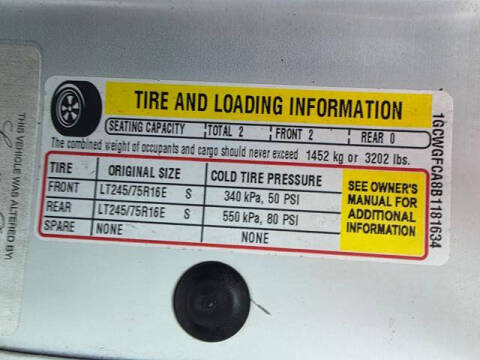 TIRE AND LOADING INFORMATION
SEATING CAPACITY TOTAL 2 FRONT 2 REAR 0
The combined weight of occupants and cargo should never exceed 1452 kg or 3202 lbs.
TIRE ORIGINAL SIZE COLD TIRE PRESSURE
FRONT LT245/75R16E S 340 kPa, 50 PSI
REAR LT245/75R16E S 550 kPa, 80 PSI
SPARE NONE NONE
SEE OWNER'S
MANUAL FOR
ADDITIONAL
INFORMATION
1GCWGFCA8B1181634
THIS VEHICLE WAS ALTERED BY: